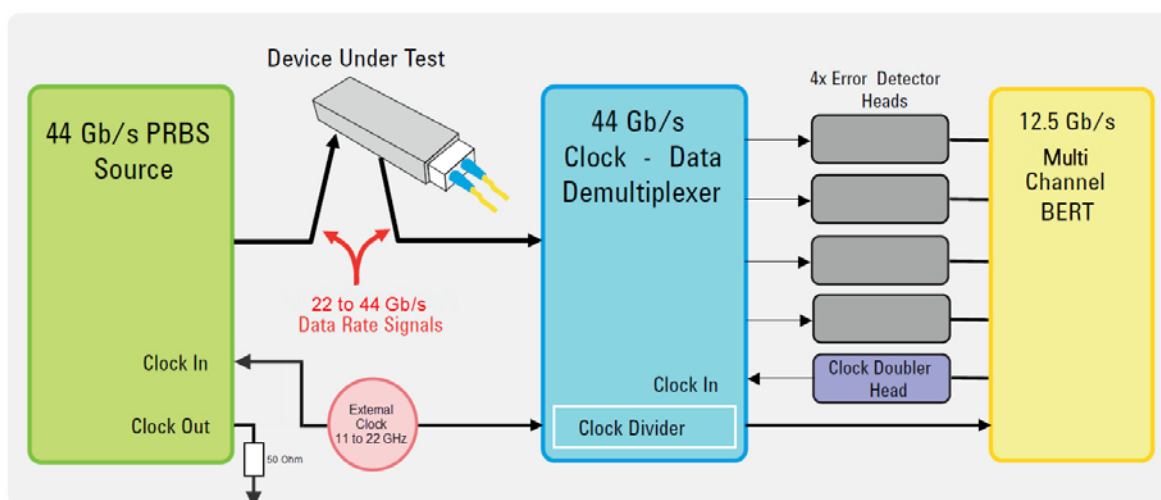 Device Under Test
4x Error Detector
Heads
44 Gb/s PRBS
Source
44 Gb/s
Clock - Data
Demultiplexer
12.5 Gb/s
Multi
Channel
BERT
22 to 44 Gb/s
Data Rate Signals
Clock In
Clock In
Clock Doubler
Head
Clock Out
External
Clock
11 to 22 GHz
Clock Divider
50 Ohm